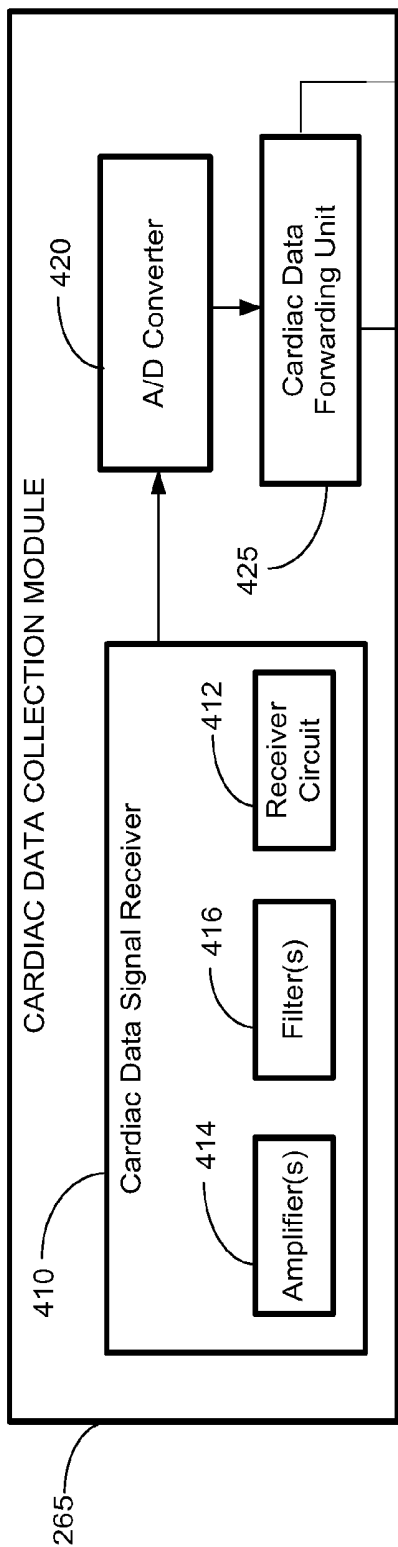 265
CARDIAC DATA COLLECTION MODULE
410
Cardiac Data Signal Receiver
414
Amplifier(s)
416
Filter(s)
412
Receiver
Circuit
420
A/D Converter
425
Cardiac Data
Forwarding Unit